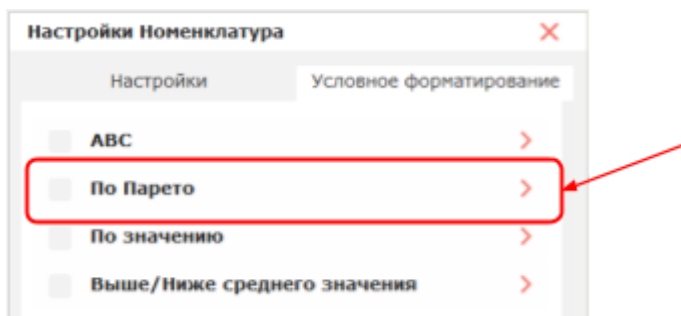 Настройки Номенклатура
Настройки Условное форматирование
ABC
По Парето
По значению
Выше/Ниже среднего значения